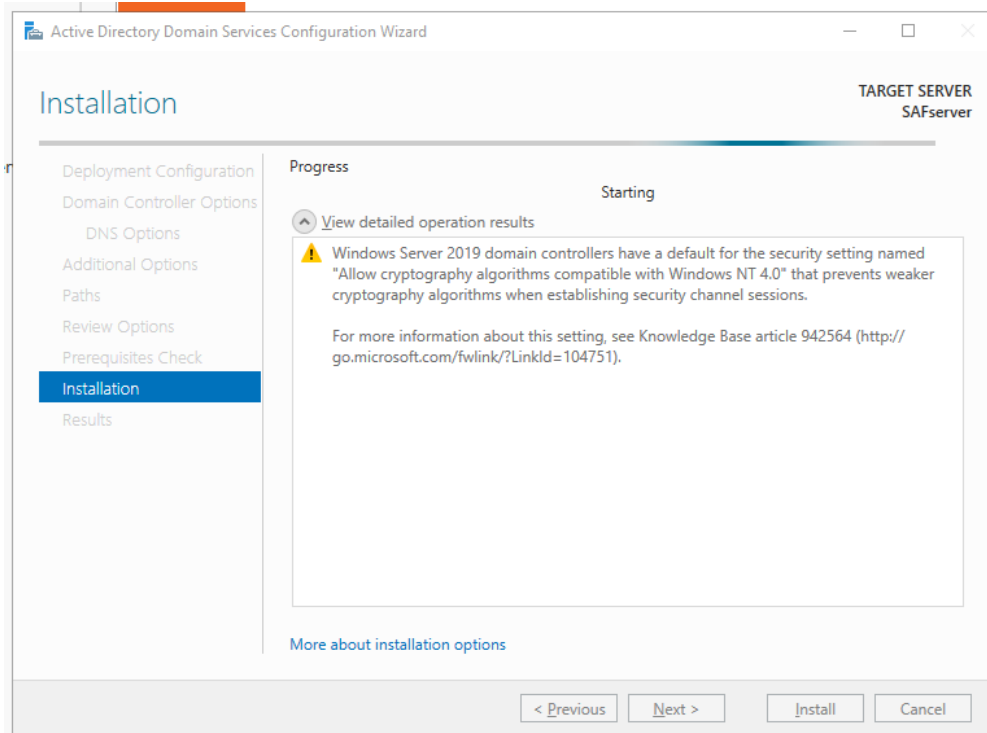 Active Directory Domain Services Configuration Wizard
Installation
TARGET SERVER
SAFserver
Deployment Configuration
Domain Controller Options
DNS Options
Additional Options
Paths
Review Options
Prerequisites Check
Installation
Results
Progress
Starting
View detailed operation results
Windows Server 2019 domain controllers have a default for the security setting named
"Allow cryptography algorithms compatible with Windows NT 4.0" that prevents weaker
cryptography algorithms when establishing security channel sessions.
For more information about this setting, see Knowledge Base article 942564 (http://
go.microsoft.com/fwlink/?LinkId=104751).
More about installation options
< Previous
Next >
Install
Cancel